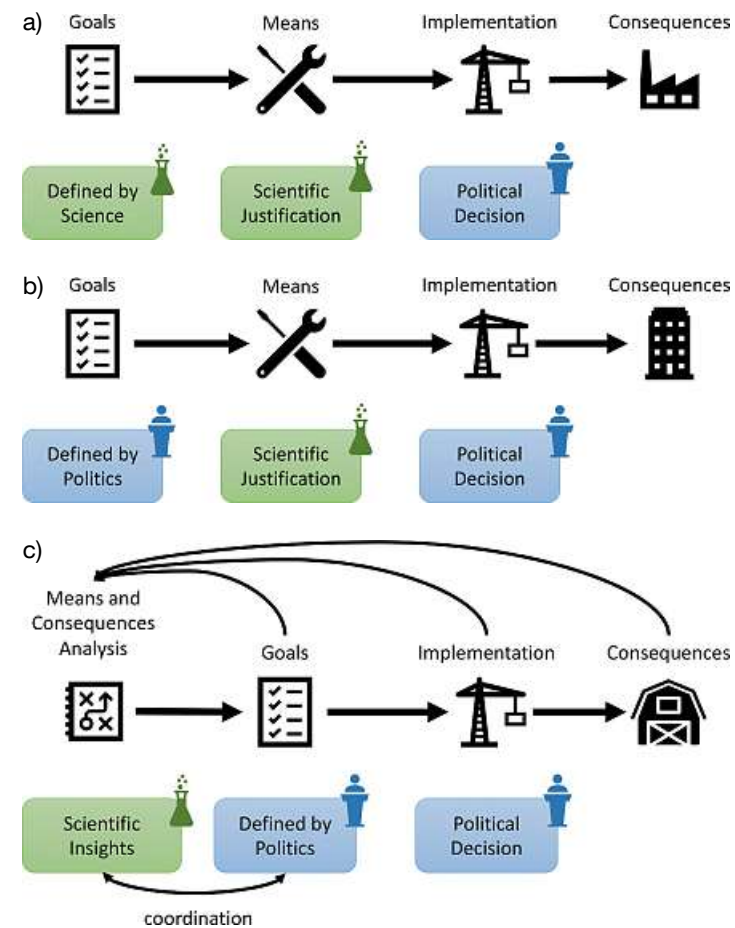 a)
Goals Means Implementation Consequences
Defined by
Science
Scientific
Justification
Political
Decision
b)
Goals Means Implementation Consequences
Defined by
Politics
Scientific
Justification
Political
Decision
c)
Means and
Consequences
Analysis
Goals Implementation Consequences
Scientific
Insights
Defined by
Politics
Political
Decision
coordination